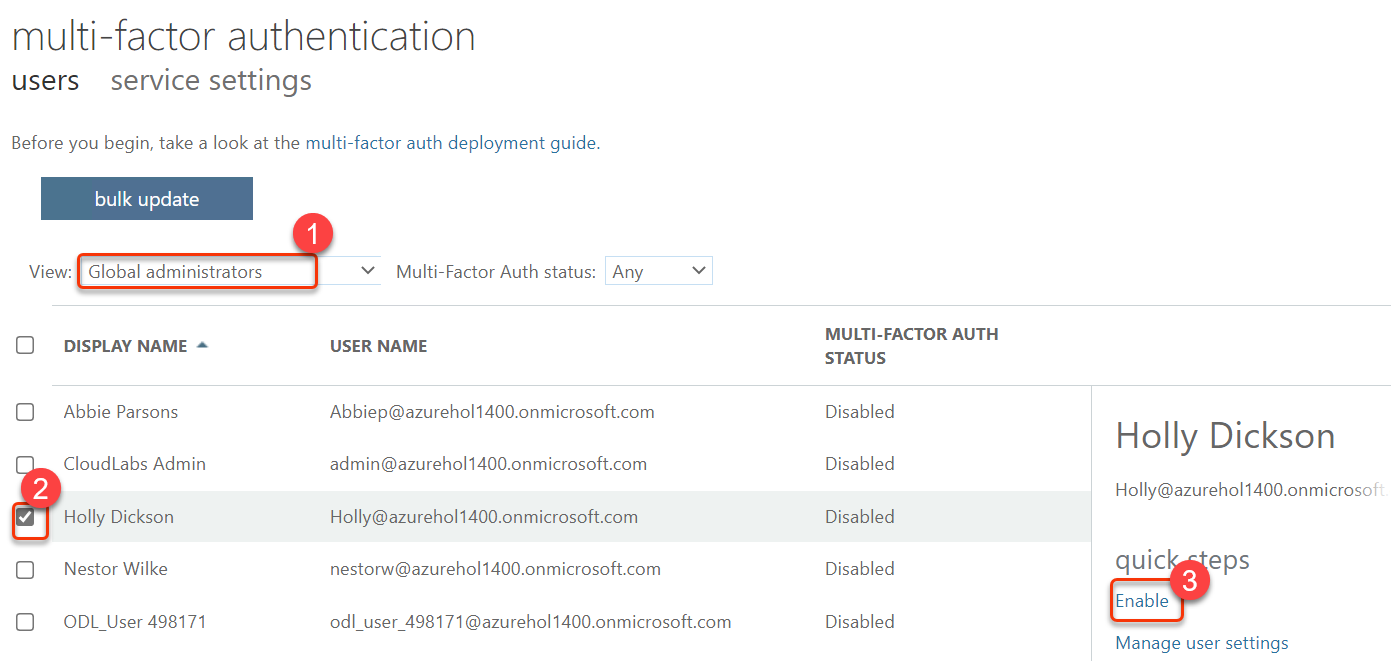 multi-factor authentication
users service settings
Before you begin, take a look at the multi-factor auth deployment guide.
bulk update
1
View: Global administrators Multi-Factor Auth status: Any
DISPLAY NAME USER NAME MULTI-FACTOR AUTH STATUS
Abbie Parsons Abbiep@azurehol1400.onmicrosoft.com Disabled
Holly Dickson
CloudLabs Admin admin@azurehol1400.onmicrosoft.com Disabled
2
Holly@azurehol1400.onmicrosoft.
Holly Dickson Holly@azurehol1400.onmicrosoft.com Disabled
quick steps
Nestor Wilke nestorw@azurehol1400.onmicrosoft.com Disabled
3
Enable
ODL_User 498171 odl_user_498171@azurehol1400.onmicrosoft.com Disabled
Manage user settings